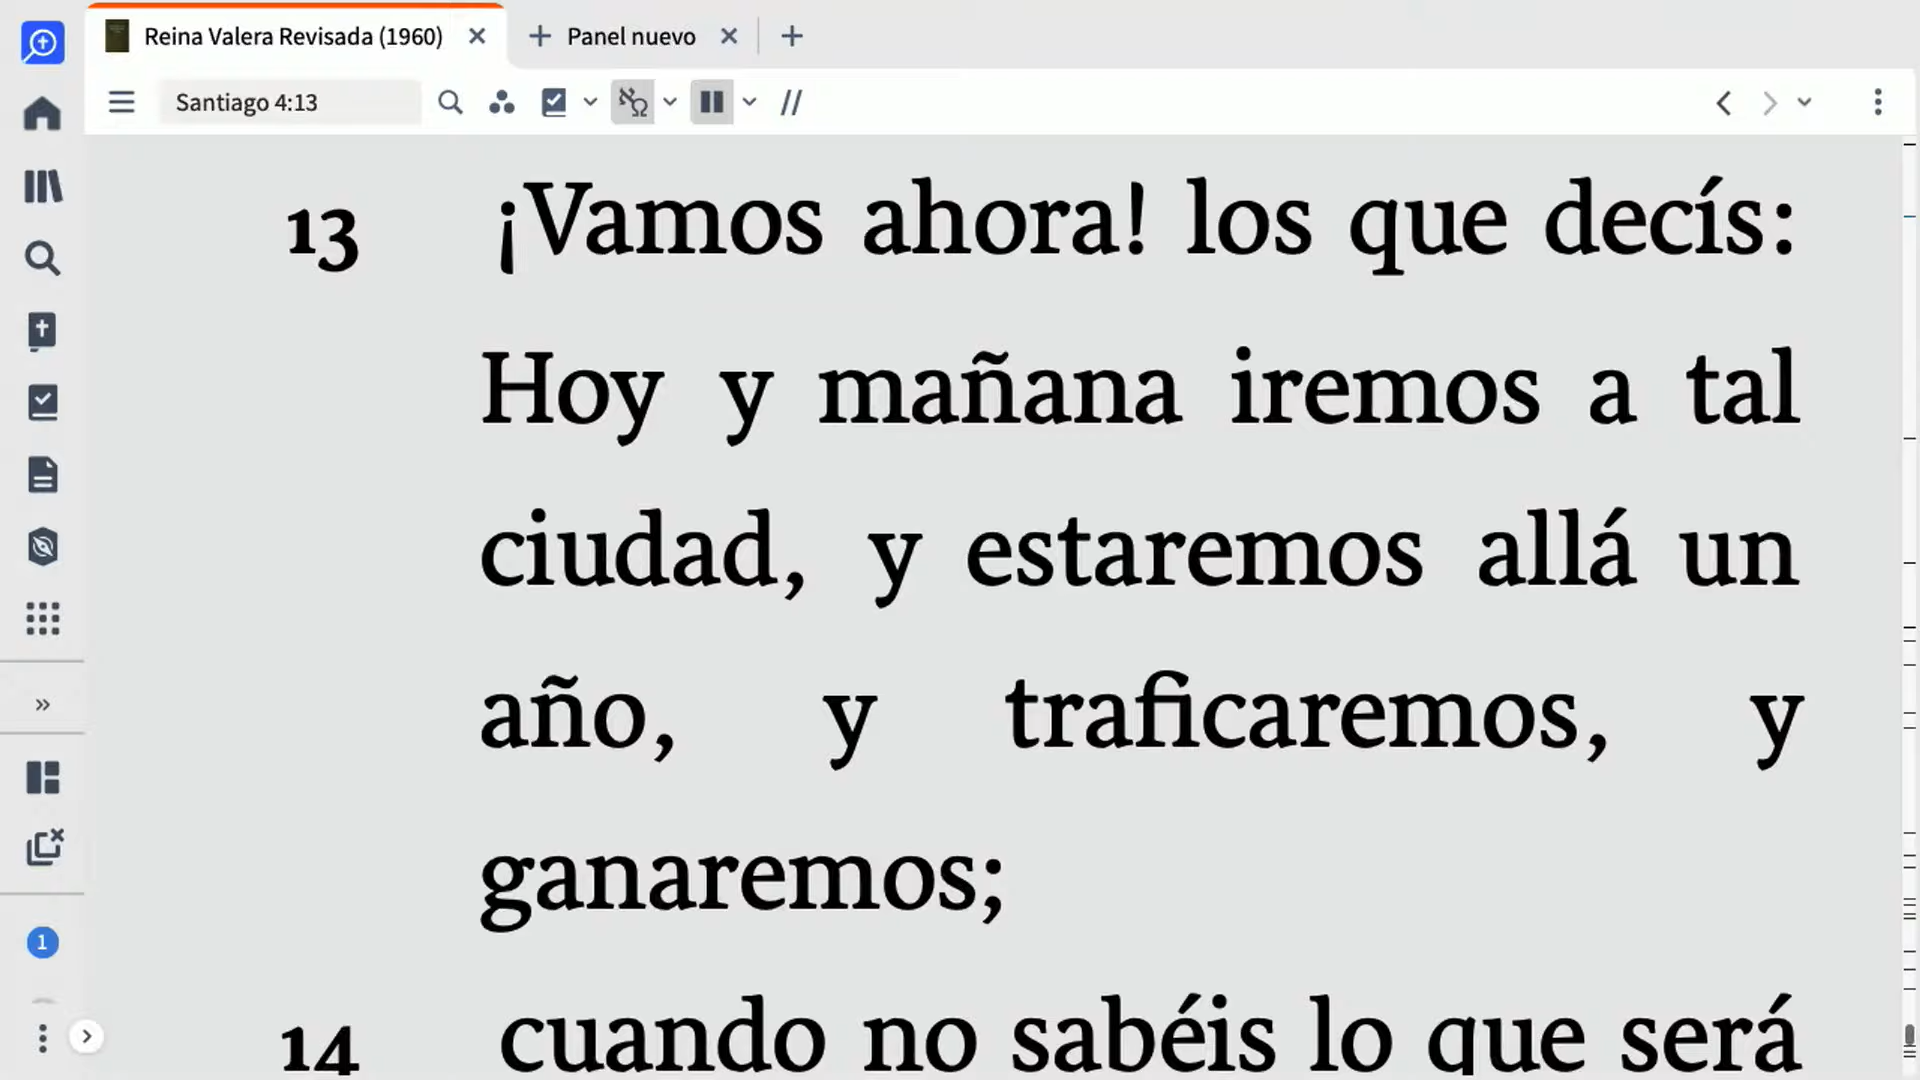 Reina Valera Revisada (1960)
Panel nuevo
Santiago 4:13
13 ¡Vamos ahora! los que decís:
Hoy y mañana iremos a tal
ciudad, y estaremos allá un
año, y traficaremos, y
ganaremos;
14 cuando no sabéis lo que será
1